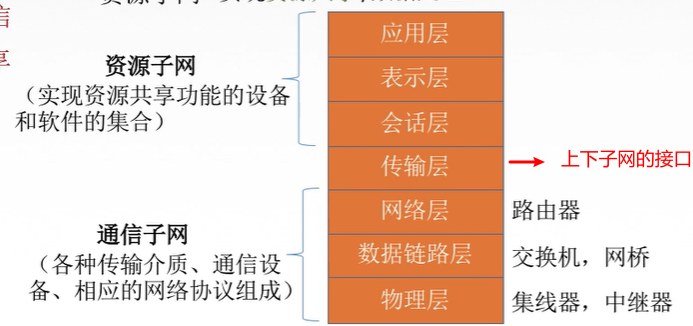 应用层
资源子网
表示层
（实现资源共享功能的设备
和软件的集合）
会话层
传输层
上下子网的接口
网络层
路由器
通信子网
（各种传输介质、通信设
备、相应的网络协议组成）
数据链路层
交换机，网桥
物理层
集线器，中继器